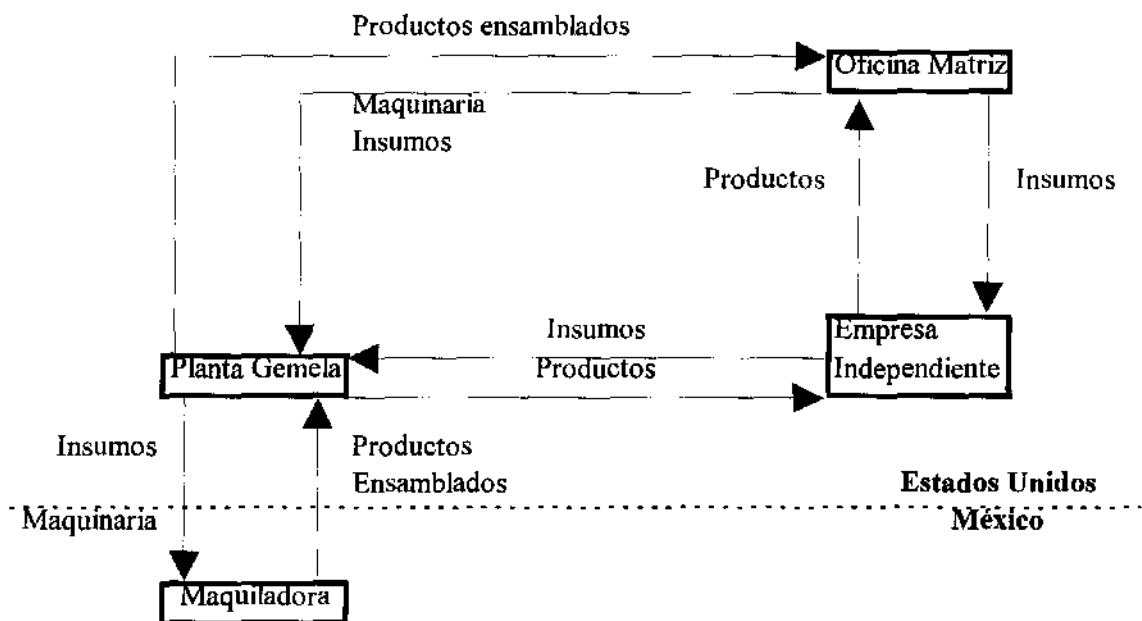 Productos ensamblados
Oficina Matriz
Maquinaria
Insumos
Productos
Insumos
Insumos
Empresa
Independiente
Planta Gemela
Productos
Insumos
Productos
Ensamblados
Estados Unidos
Maquinaria
México
Maquiladora